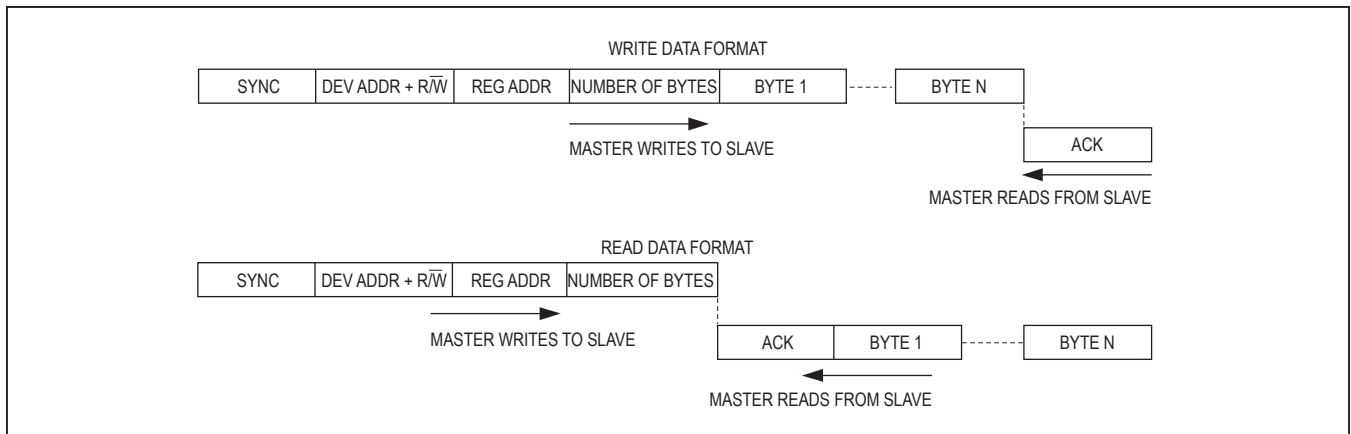 WRITE DATA FORMAT
SYNC DEV ADDR + R/W̅ REG ADDR NUMBER OF BYTES BYTE 1 BYTE N
MASTER WRITES TO SLAVE
ACK
MASTER READS FROM SLAVE
READ DATA FORMAT
SYNC DEV ADDR + R/W̅ REG ADDR NUMBER OF BYTES
MASTER WRITES TO SLAVE
ACK BYTE 1 BYTE N
MASTER READS FROM SLAVE